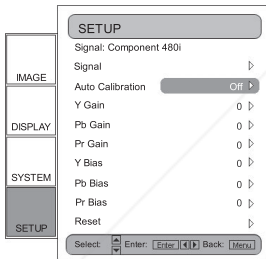 SETUP
Signal: Component 480i
Signal
Auto Calibration Off
Y Gain 0
Pb Gain 0
Pr Gain 0
Y Bias 0
Pb Bias 0
Pr Bias 0
Reset
Select: Enter: Enter Back: Menu
IMAGE
DISPLAY
SYSTEM
SETUP